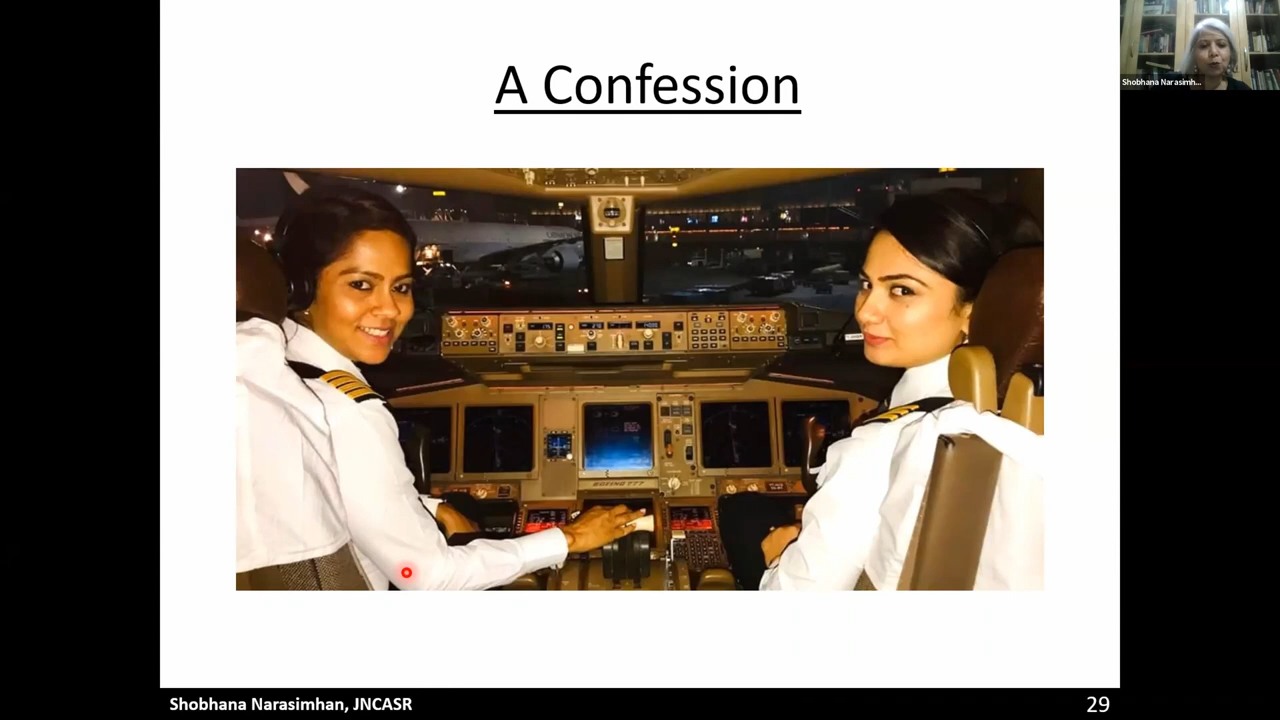 A Confession
Shobhana Narasimh...
BOEING 777
Shobhana Narasimhan, JNCASR
29